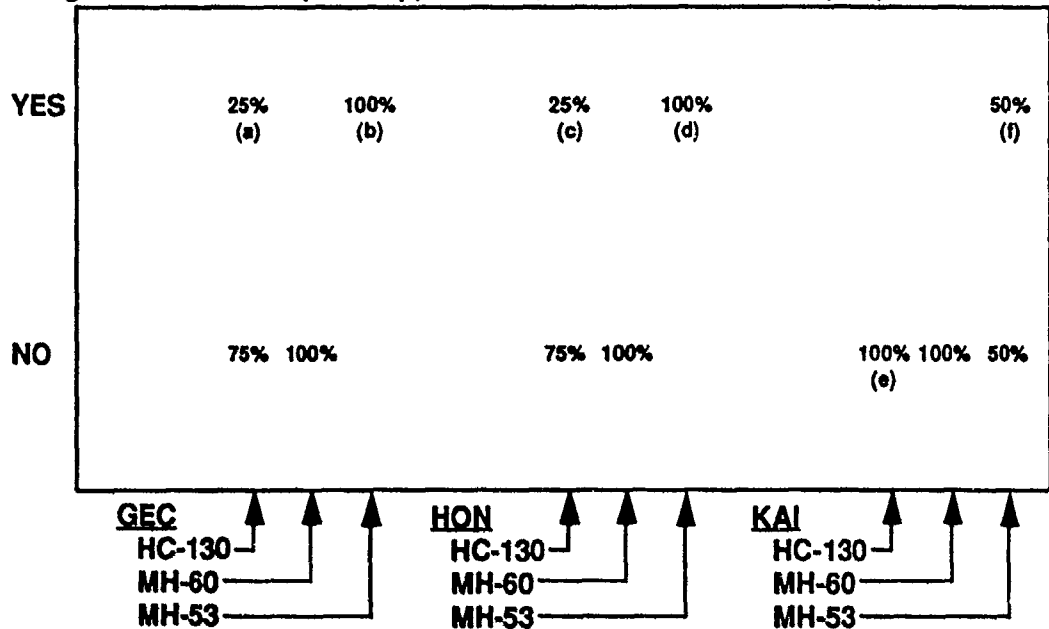 YES 25% 100% 25% 100% 50%
(a) (b) (c) (d) (f)
NO 75% 100% 75% 100% 100% 100% 50%
(e)
GEC HON KAI
HC-130 HC-130 HC-130
MH-60 MH-60 MH-60
MH-53 MH-53 MH-53